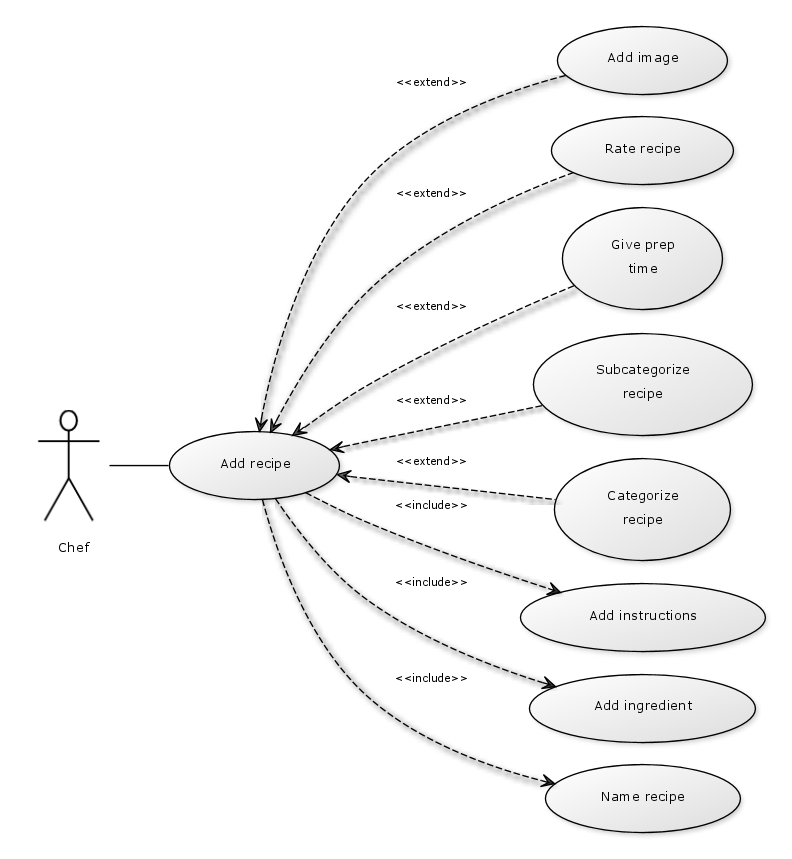 Add image
<<extend>>
Rate recipe
<<extend>>
Give prep
time
<<extend>>
Subcategorize
recipe
<<extend>>
Add recipe
<<extend>>
Categorize
recipe
<<include>>
Chef
<<include>>
Add instructions
<<include>>
Add ingredient
Name recipe